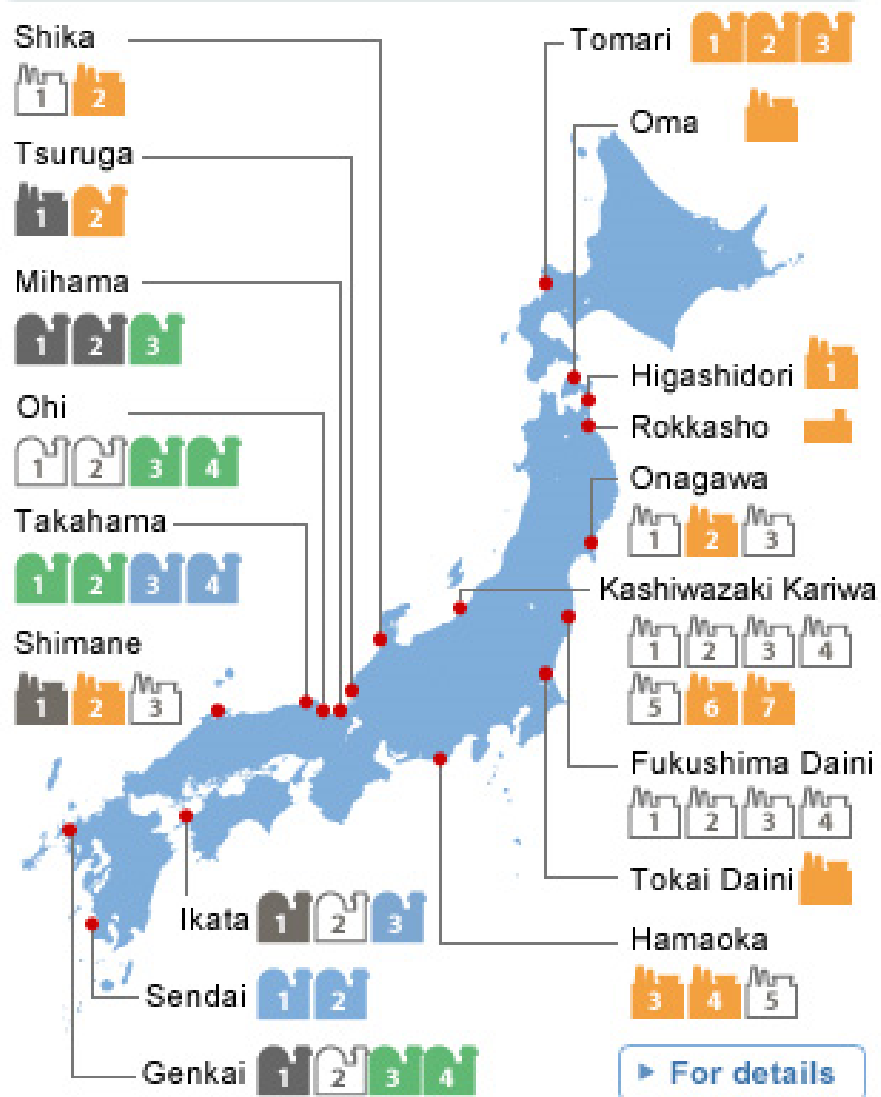 Shika
1 2
Tsuruga
1 2
Mihama
1 2 3
Ohi
1 2 3 4
Takahama
1 2 3 4
Shimane
1 2 3
Tomari 1 2 3
Oma
Higashidori 1
Rokkasho
Onagawa
1 2 3
Kashiwazaki Kariwa
1 2 3 4
5 6 7
Fukushima Daini
1 2 3 4
Tokai Daini
Hamaoka
3 4 5
Ikata 1 2 3
Sendai 1 2
Genkai 1 2 3 4
For details